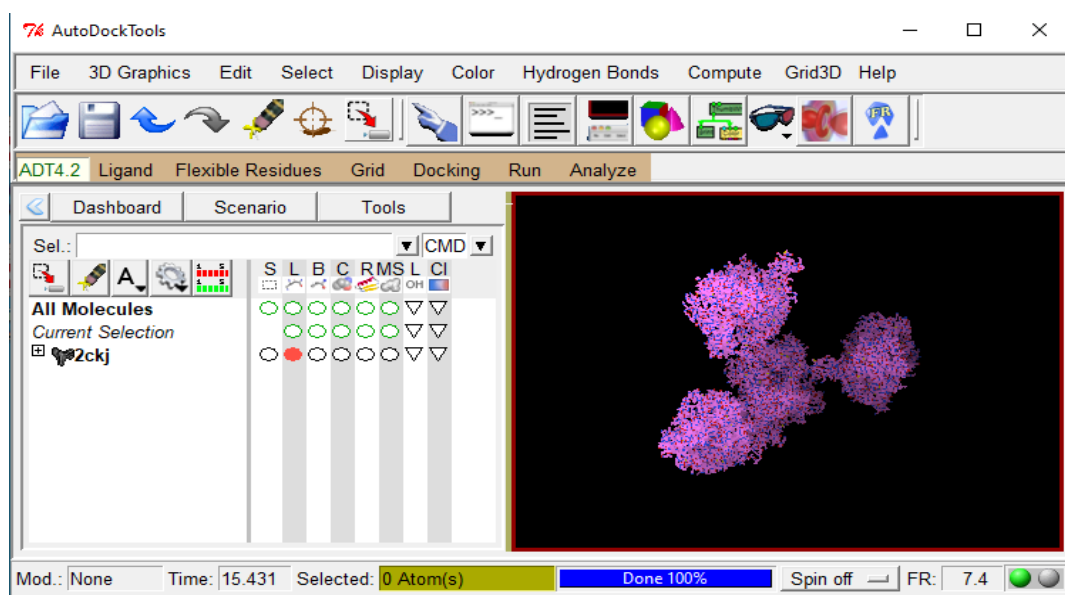 AutoDockTools
File 3D Graphics Edit Select Display Color Hydrogen Bonds Compute Grid3D Help
>>>_
IFR
ADT4.2 Ligand Flexible Residues Grid Docking Run Analyze
Dashboard Scenario Tools
Sel.: CMD
A S L B C R MS L Cl
OH
All Molecules
Current Selection
2ckj
Mod.: None Time: 15.431 Selected: 0 Atom(s) Done 100% Spin off FR: 7.4